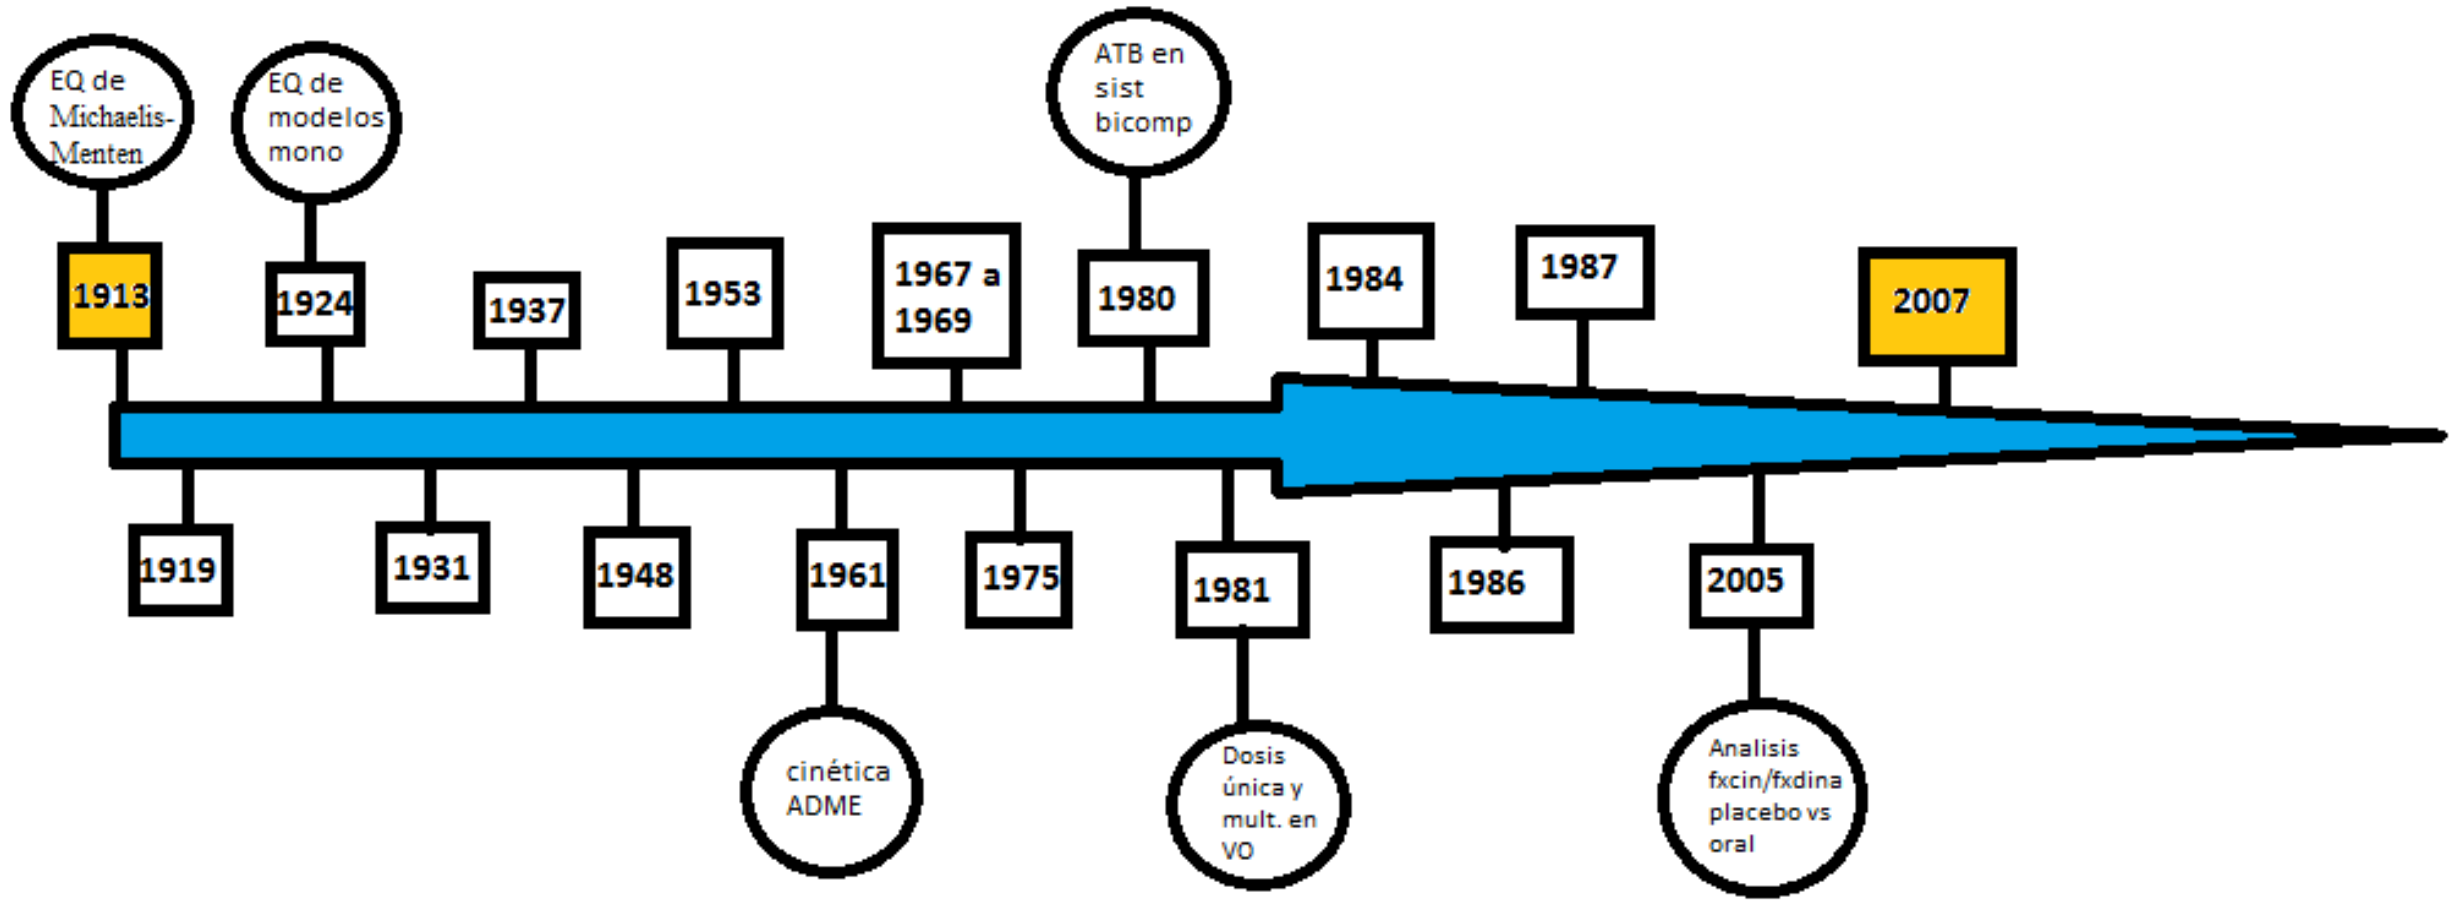 EQ de
Michaelis-
Menten
EQ de
modelos
mono
ATB en
sist
bicomp
1913
1924
1937
1953
1967 a
1969
1980
1984
1987
2007
1919
1931
1948
1961
1975
1981
1986
2005
cinética
ADME
Dosis
única y
mult. en
VO
Analisis
fxcin/fxdina
placebo vs
oral